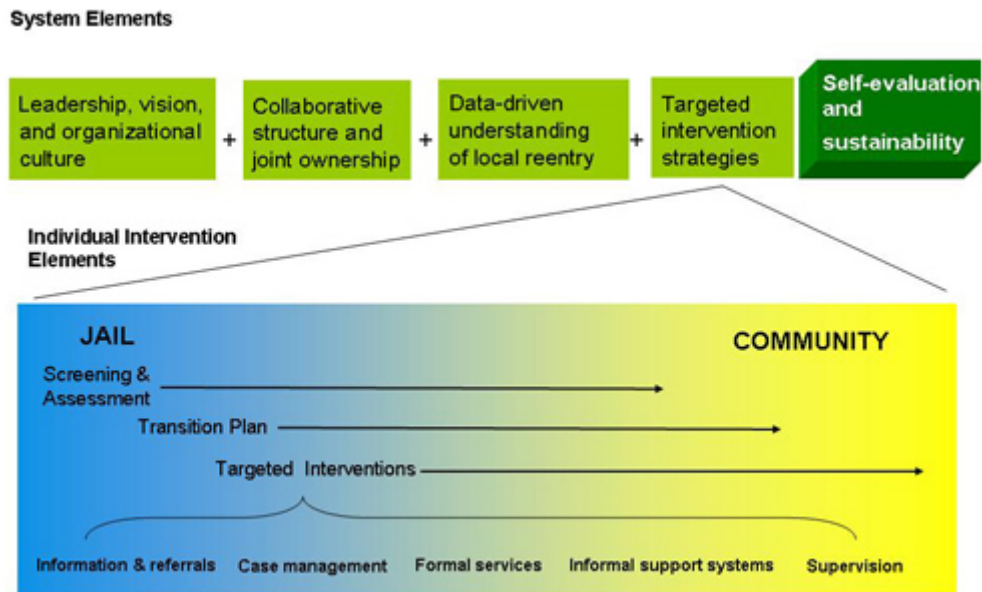 System Elements
Leadership, vision,
and organizational
culture
+
Collaborative
structure and
joint ownership
+
Data-driven
understanding
of local reentry
+
Targeted
intervention
strategies
Self-evaluation
and
sustainability
Individual Intervention
Elements
JAIL
COMMUNITY
Screening &
Assessment
Transition Plan
Targeted Interventions
Information & referrals
Case management
Formal services
Informal support systems
Supervision